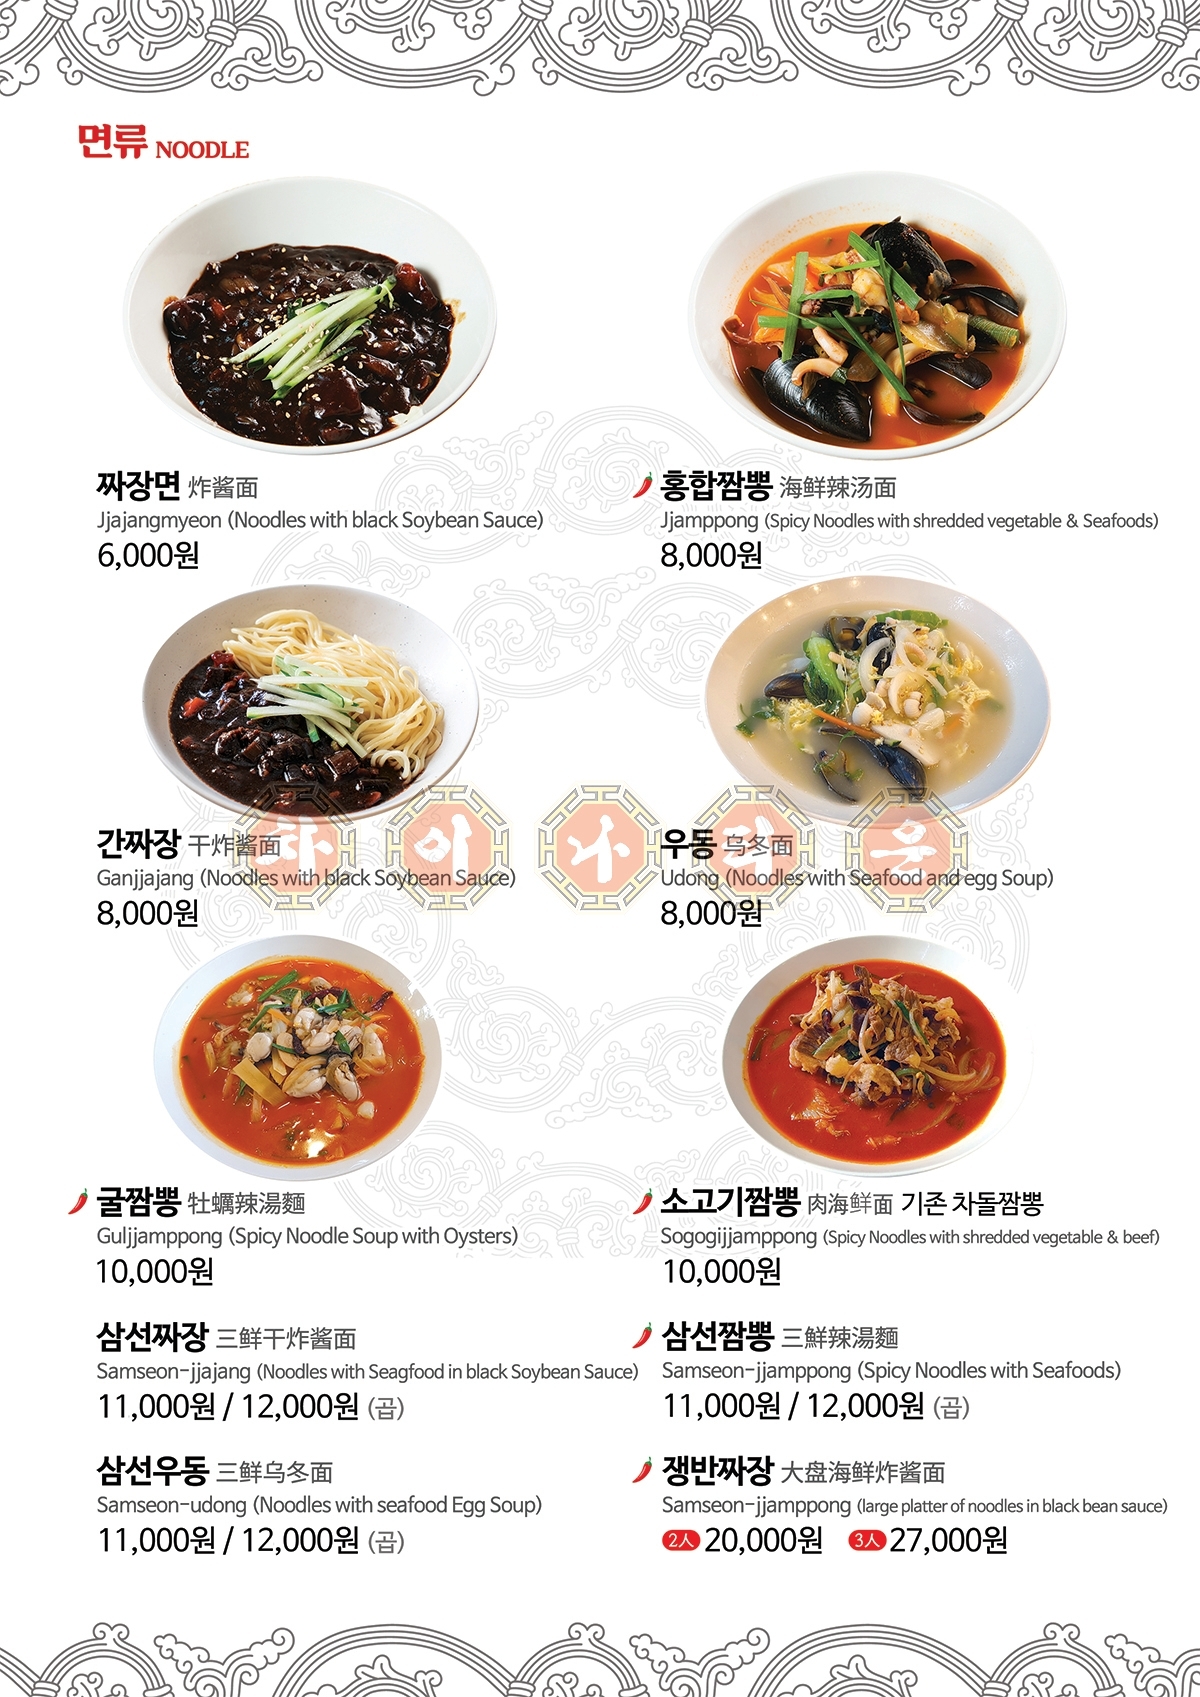 면류 NOODLE
짜장면 炸酱面
Jjajangmyeon (Noodles with black Soybean Sauce)
6,000원
홍합짬뽕 海鲜辣汤面
Jjamppong (Spicy Noodles with shredded vegetable & Seafoods)
8,000원
간짜장 干炸酱面
Ganjjajang (Noodles with black Soybean Sauce)
8,000원
우동 乌冬面
Udong (Noodles with Seafood and egg Soup)
8,000원
차이나타운
굴짬뽕 牡蠣辣湯麵
Guljjamppong (Spicy Noodle Soup with Oysters)
10,000원
소고기짬뽕 肉海鲜面 기존 차돌짬뽕
Sogogijjamppong (Spicy Noodles with shredded vegetable & beef)
10,000원
삼선짜장 三鲜干炸酱面
Samseon-jjajang (Noodles with Seagfood in black Soybean Sauce)
11,000원 / 12,000원 (곱)
삼선짬뽕 三鮮辣湯麵
Samseon-jjamppong (Spicy Noodles with Seafoods)
11,000원 / 12,000원 (곱)
삼선우동 三鲜乌冬面
Samseon-udong (Noodles with seafood Egg Soup)
11,000원 / 12,000원 (곱)
쟁반짜장 大盘海鲜炸酱面
Samseon-jjamppong (large platter of noodles in black bean sauce)
2人 20,000원 3人 27,000원